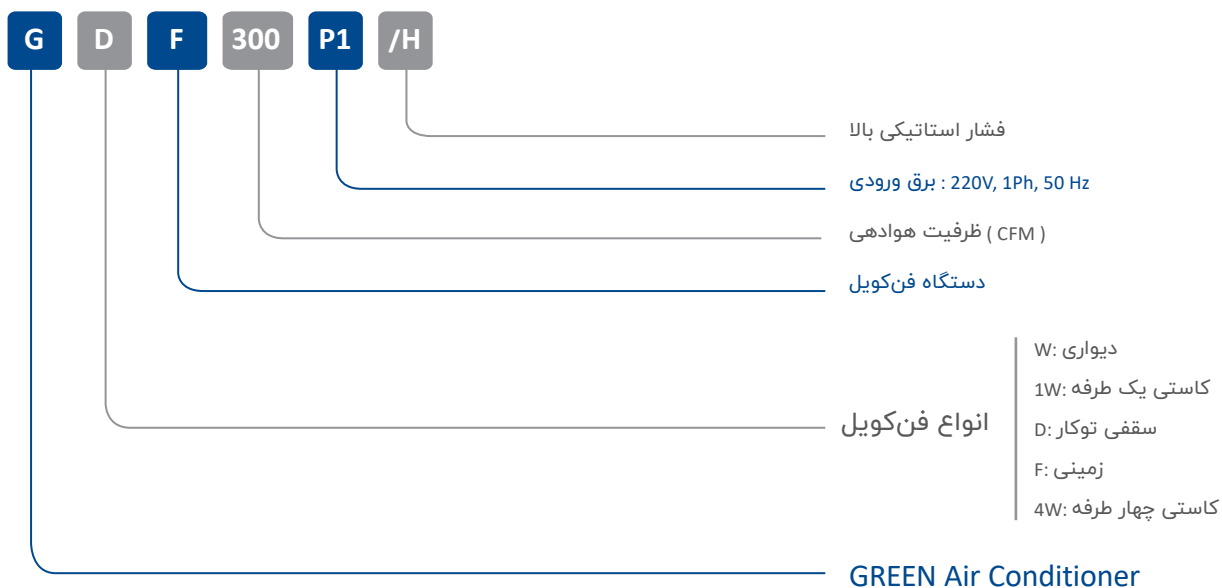 G D F 300 P1 /H
فشار استاتیکی بالا
برق ورودی : 220V, 1Ph, 50 Hz
ظرفیت هوادهی ( CFM )
دستگاه فن‌کویل
انواع فن‌کویل
W: دیواری
1W: کاستی یک طرفه
D: سقفی توکار
F: زمینی
4W: کاستی چهار طرفه
GREEN Air Conditioner